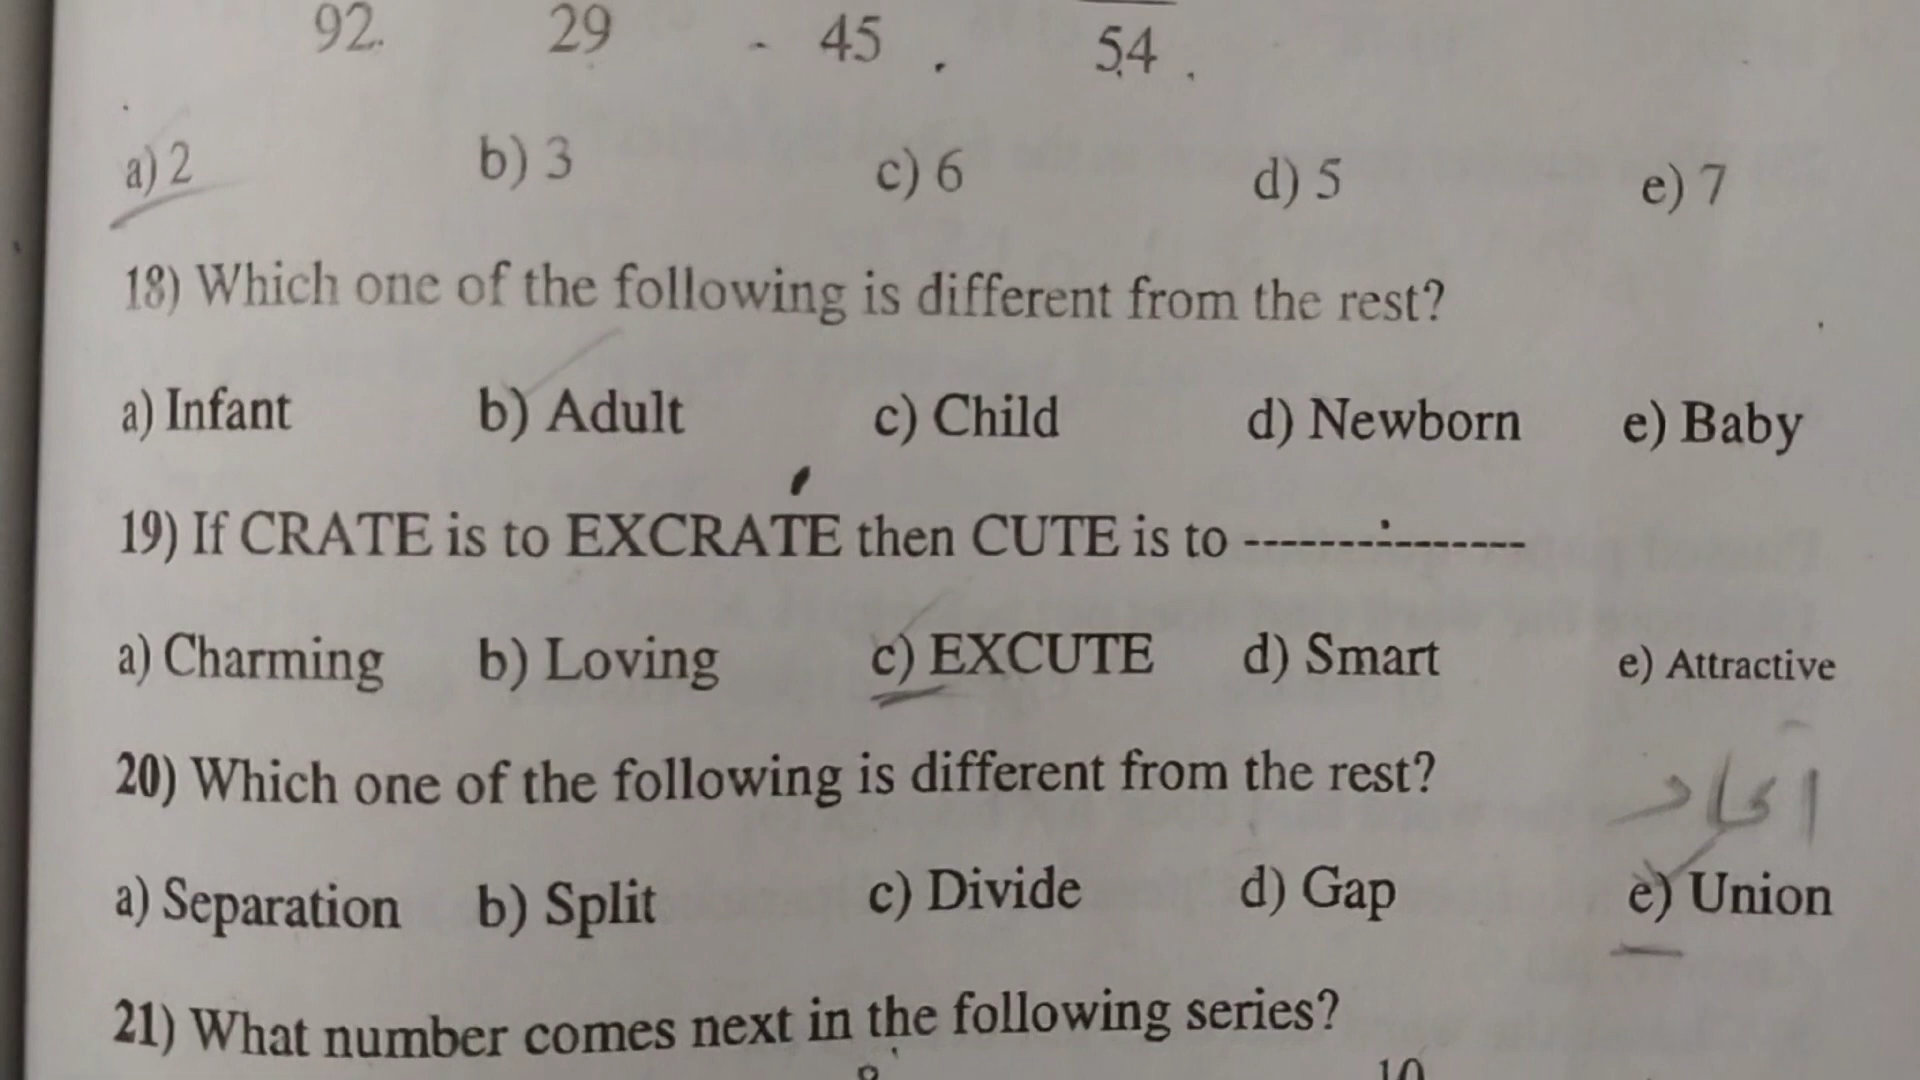 92. 29 45 54
a) 2 b) 3 c) 6 d) 5 e) 7
18) Which one of the following is different from the rest?
a) Infant b) Adult c) Child d) Newborn e) Baby
19) If CRATE is to EXCRATE then CUTE is to ---------------
a) Charming b) Loving c) EXCUTE d) Smart e) Attractive
20) Which one of the following is different from the rest?
اتحاد
a) Separation b) Split c) Divide d) Gap e) Union
21) What number comes next in the following series?
10